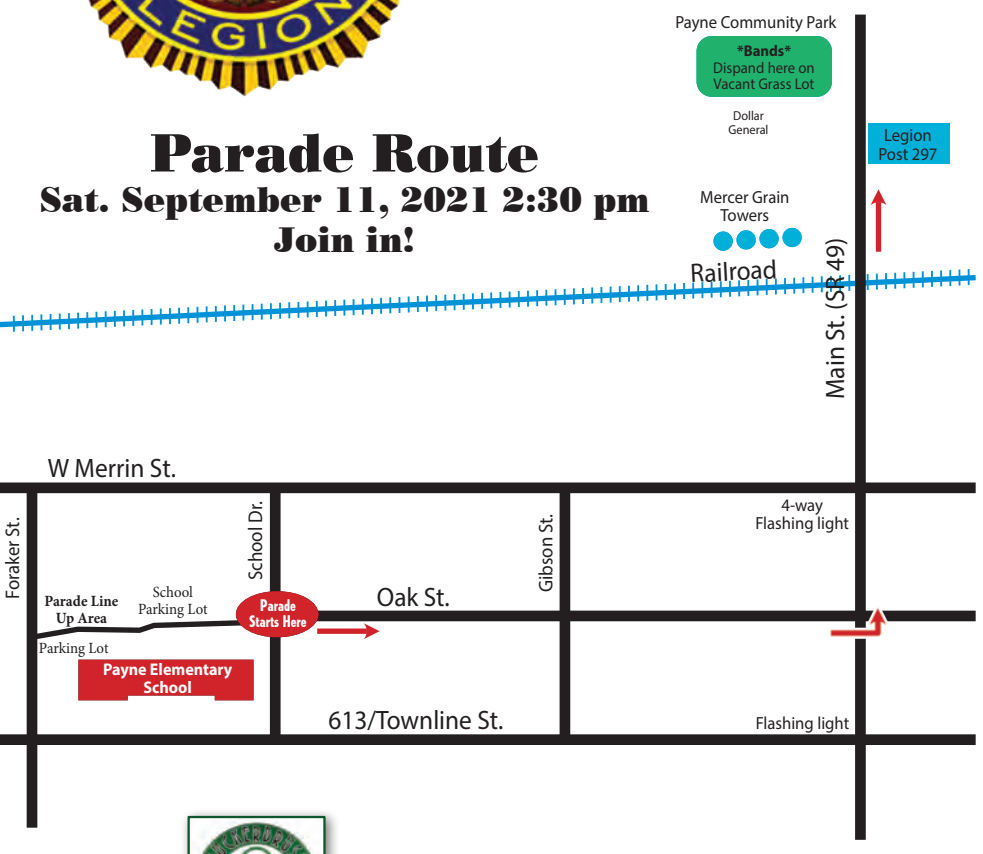 LEGION
Payne Community Park
*Bands*
Dispand here on
Vacant Grass Lot
Dollar
General
Legion
Post 297
Parade Route
Sat. September 11, 2021 2:30 pm
Join in!
Mercer Grain
Towers
Railroad
Main St. (SR 49)
W Merrin St.
4-way
Flashing light
Foraker St.
School Dr.
Gibson St.
Parade Line
Up Area
School
Parking Lot
Parade
Starts Here
Oak St.
Parking Lot
Payne Elementary
School
613/Townline St.
Flashing light